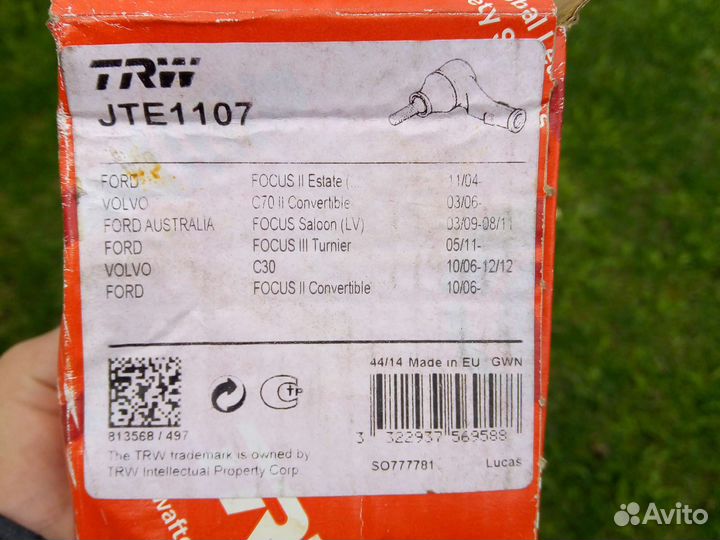 TRW
JTE1107
FORD FOCUS II Estate ( 11/04-
VOLVO C70 II Convertible 03/06-
FORD AUSTRALIA FOCUS Saloon (LV) 03/09-08/11
FORD FOCUS III Turnier 05/11-
VOLVO C30 10/06-12/12
FORD FOCUS II Convertible 10/06-
44/14 Made in EU GWN
813568 / 497
3 322937 569588
The TRW trademark is owned by
TRW Intellectual Property Corp.
SO777781 Lucas
Avito